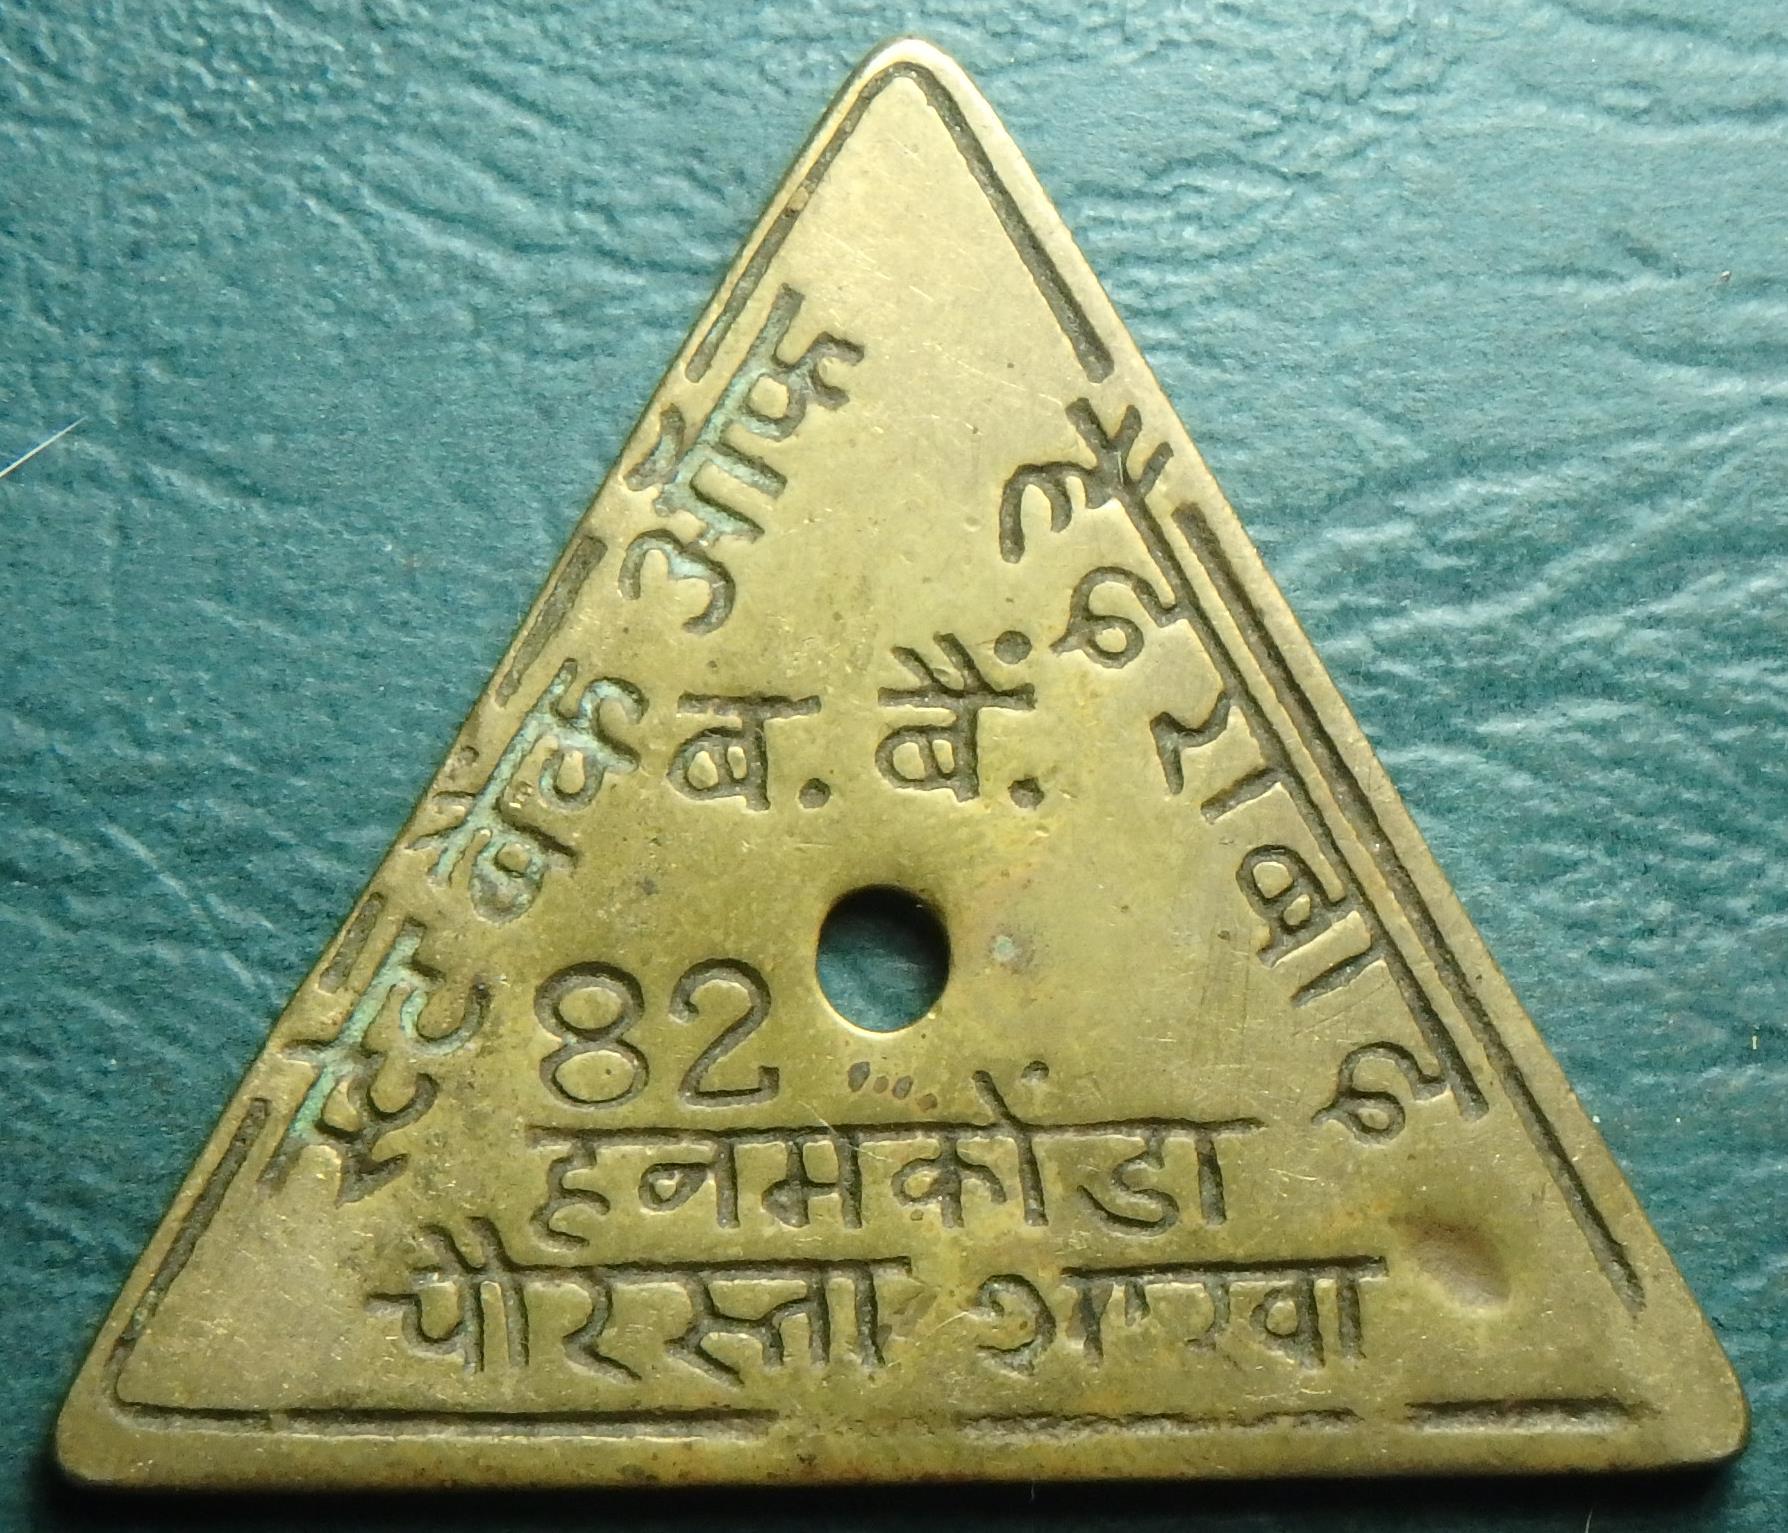 स्टेट बैंक ऑफ
हैदराबाद
ब. बैं.
82
हनमकोंडा
चौरस्ता शाखा